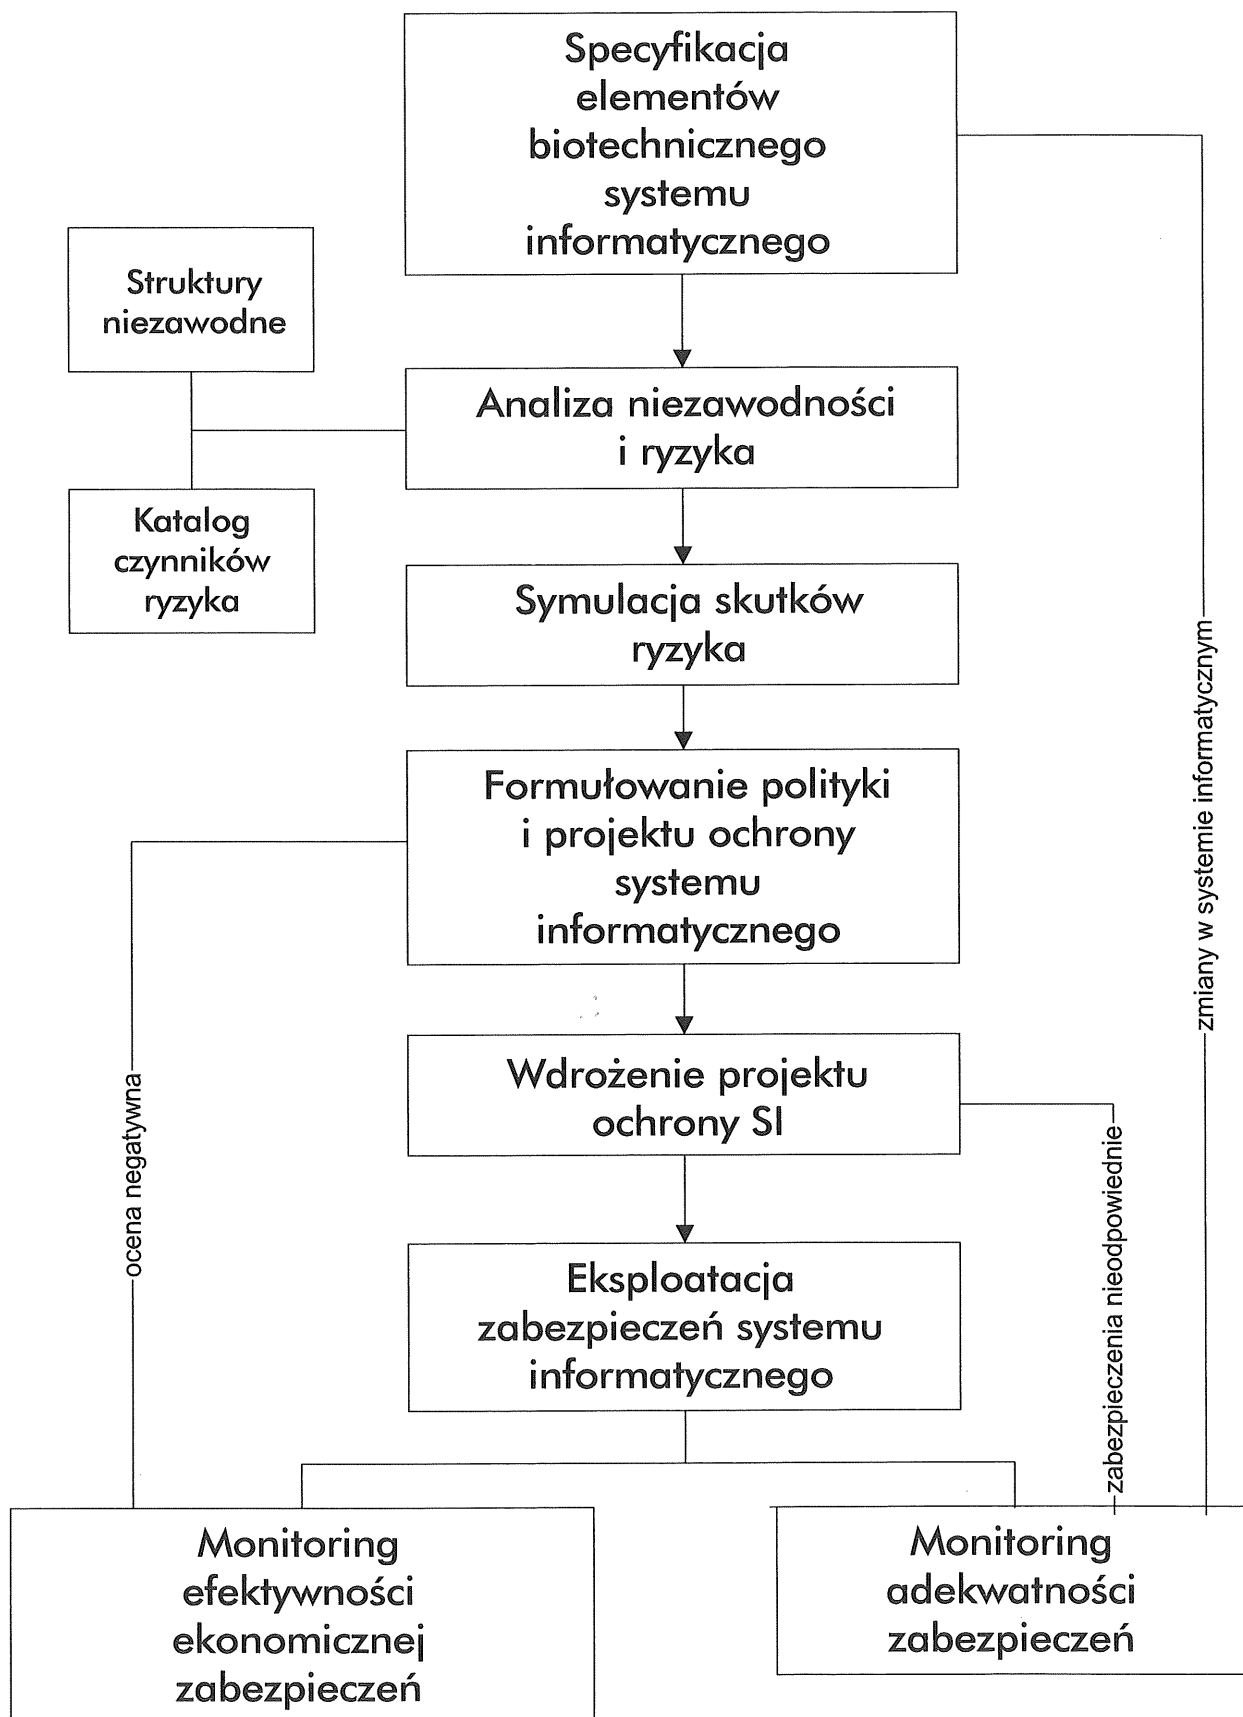 Specyfikacja
elementów
biotechnicznego
systemu
informatycznego
Struktury
niezawodne
Analiza niezawodności
i ryzyka
Katalog
czynników
ryzyka
Symulacja skutków
ryzyka
zmiany w systemie informatycznym
Formułowanie polityki
i projektu ochrony
systemu
informatycznego
Wdrożenie projektu
ochrony SI
ocena negatywna
zabezpieczenia nieodpowiednie
Eksploatacja
zabezpieczeń systemu
informatycznego
Monitoring
efektywności
ekonomicznej
zabezpieczeń
Monitoring
adekwatności
zabezpieczeń